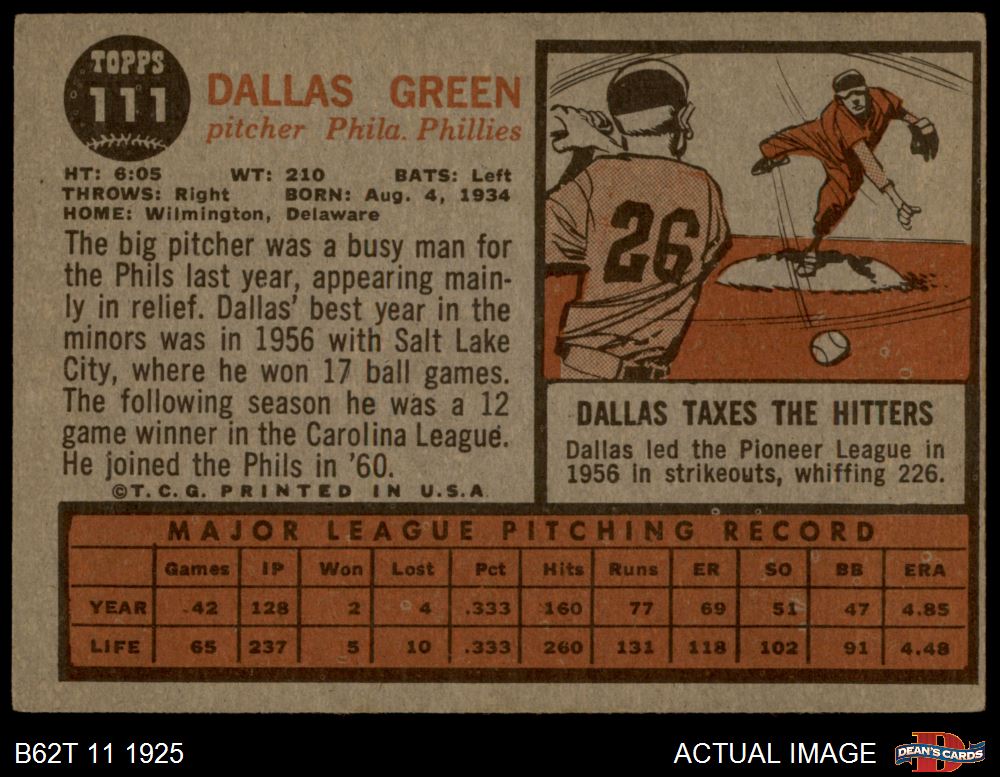 TOPPS
111
DALLAS GREEN
pitcher Phila. Phillies
HT: 6:05 WT: 210 BATS: Left
THROWS: Right BORN: Aug. 4, 1934
HOME: Wilmington, Delaware
The big pitcher was a busy man for
the Phils last year, appearing main-
ly in relief. Dallas' best year in the
minors was in 1956 with Salt Lake
City, where he won 17 ball games.
The following season he was a 12
game winner in the Carolina League.
He joined the Phils in '60.
©T.C.G. PRINTED IN U.S.A.
26
DALLAS TAXES THE HITTERS
Dallas led the Pioneer League in
1956 in strikeouts, whiffing 226.
MAJOR LEAGUE PITCHING RECORD
Games IP Won Lost Pct Hits Runs ER SO BB ERA
YEAR 42 128 2 4 .333 160 77 69 51 47 4.85
LIFE 65 237 5 10 .333 260 131 118 102 91 4.48
B62T 11 1925
ACTUAL IMAGE
D
DEAN'S CARDS